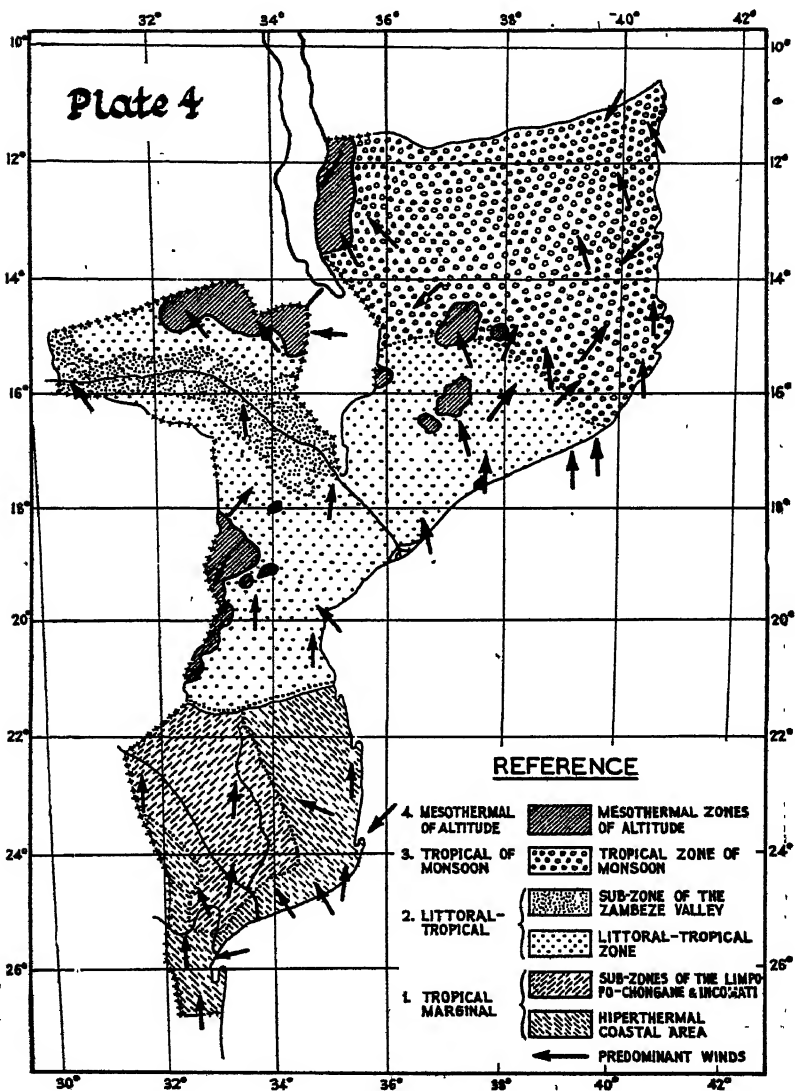 32° 34° 36° 38° 40° 42°
10° 10°
Plate 4
12° 12°
14° 14°
16° 16°
18° 18°
20° 20°
22° 22°
REFERENCE
4. MESOTHERMAL OF ALTITUDE
MESOTHERMAL ZONES OF ALTITUDE
24° 24°
3. TROPICAL OF MONSOON
TROPICAL ZONE OF MONSOON
2. LITTORAL-TROPICAL
SUB-ZONE OF THE ZAMBEZE VALLEY
LITTORAL-TROPICAL ZONE
26° 26°
1. TROPICAL MARGINAL
SUB-ZONES OF THE LIMPO-PO-CHONGANE & INCOMATI
HIPERTHERMAL COASTAL AREA
PREDOMINANT WINDS
30° 32° 34° 36° 38° 40° 42°